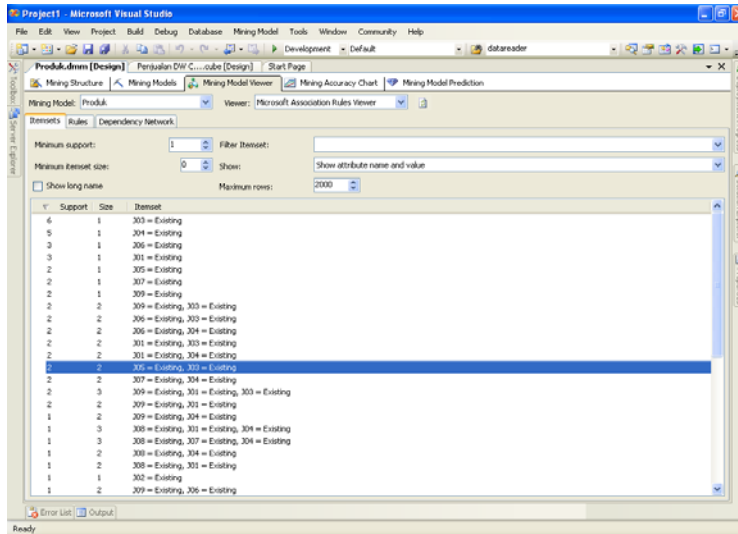 Project1 - Microsoft Visual Studio
File Edit View Project Build Debug Database Mining Model Tools Window Community Help
Development Default datareader
Produk.dmm [Design] Penjualan DW C....cube [Design] Start Page
Mining Structure Mining Models Mining Model Viewer Mining Accuracy Chart Mining Model Prediction
Mining Model: Produk Viewer: Microsoft Association Rules Viewer
Itemsets Rules Dependency Network
Minimum support: 1 Filter Itemset:
Minimum itemset size: 0 Show: Show attribute name and value
Show long name Maximum rows: 2000
Support Size Itemset
6 1 J03 = Existing
5 1 J04 = Existing
3 1 J06 = Existing
3 1 J01 = Existing
2 1 J05 = Existing
2 1 J07 = Existing
2 1 J09 = Existing
2 2 J09 = Existing, J03 = Existing
2 2 J06 = Existing, J03 = Existing
2 2 J06 = Existing, J04 = Existing
2 2 J01 = Existing, J03 = Existing
2 2 J01 = Existing, J04 = Existing
2 2 J05 = Existing, J03 = Existing
2 2 J07 = Existing, J04 = Existing
2 3 J09 = Existing, J01 = Existing, J03 = Existing
2 2 J09 = Existing, J01 = Existing
1 2 J09 = Existing, J04 = Existing
1 3 J08 = Existing, J01 = Existing, J04 = Existing
1 3 J08 = Existing, J07 = Existing, J04 = Existing
1 2 J08 = Existing, J04 = Existing
1 2 J08 = Existing, J01 = Existing
1 1 J02 = Existing
1 2 J09 = Existing, J06 = Existing
Error List Output
Ready
Toolbox
Server Explorer